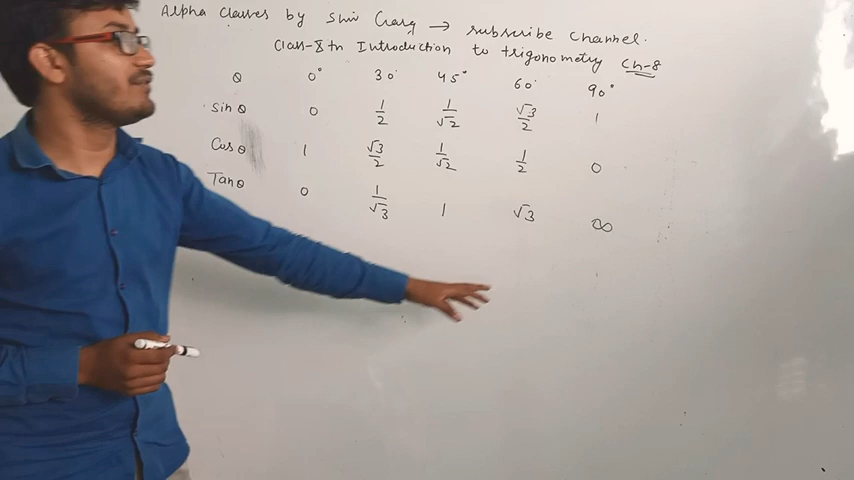 Alpha Classes by Shiv Garg → subscribe Channel.
Class-8th Introduction to trigonometry Ch-8
θ 0° 30° 45° 60° 90°
sin θ 0 1/2 1/√2 √3/2 1
Cos θ 1 √3/2 1/√2 1/2 0
Tan θ 0 1/√3 1 √3 ∞